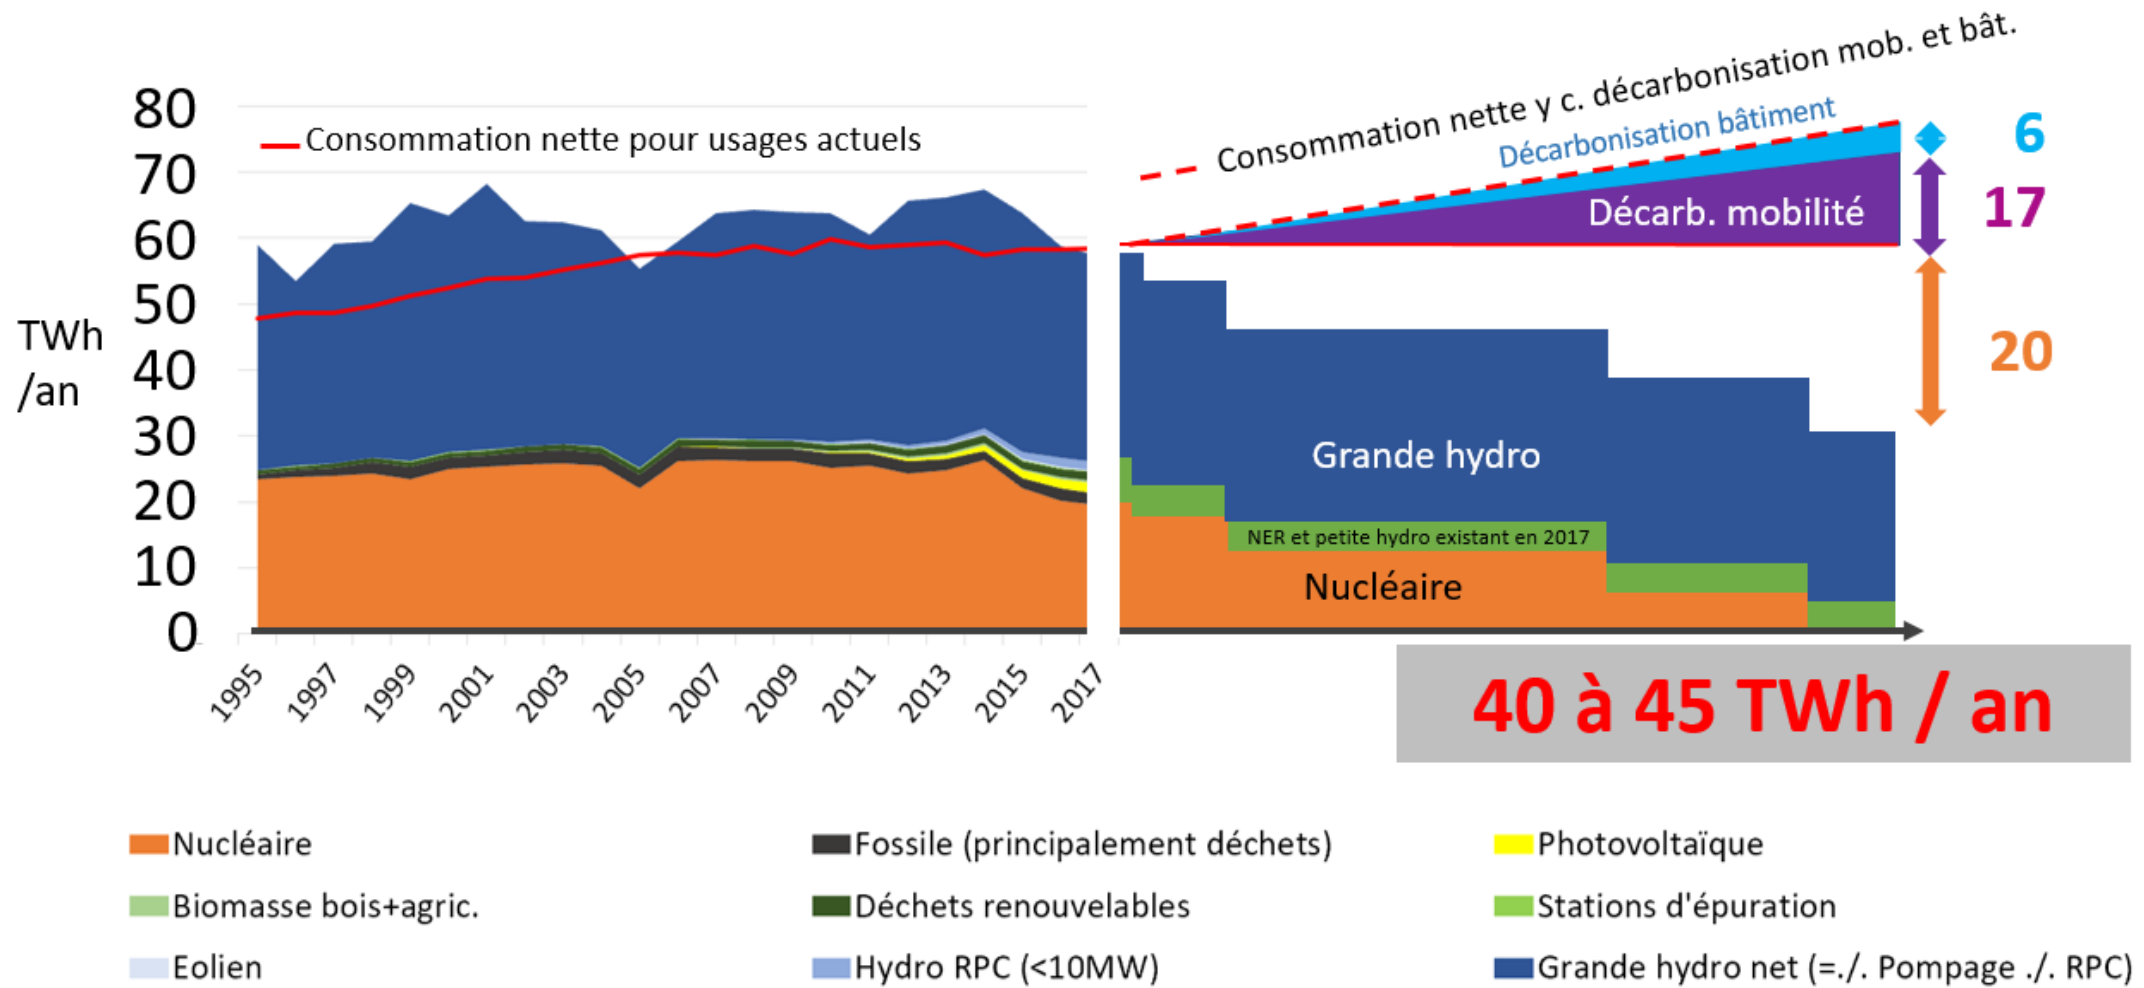 80
70
60
50
40
30
20
10
0
TWh
/an
Consommation nette pour usages actuels
1995
1997
1999
2001
2003
2005
2007
2009
2011
2013
2015
2017
Consommation nette y c. décarbonisation mob. et bât.
Décarbonisation bâtiment
Décarb. mobilité
6
17
20
Grande hydro
NER et petite hydro existant en 2017
Nucléaire
40 à 45 TWh / an
Nucléaire
Fossile (principalement déchets)
Photovoltaïque
Biomasse bois+agric.
Déchets renouvelables
Stations d'épuration
Eolien
Hydro RPC (<10MW)
Grande hydro net (=./. Pompage ./. RPC)